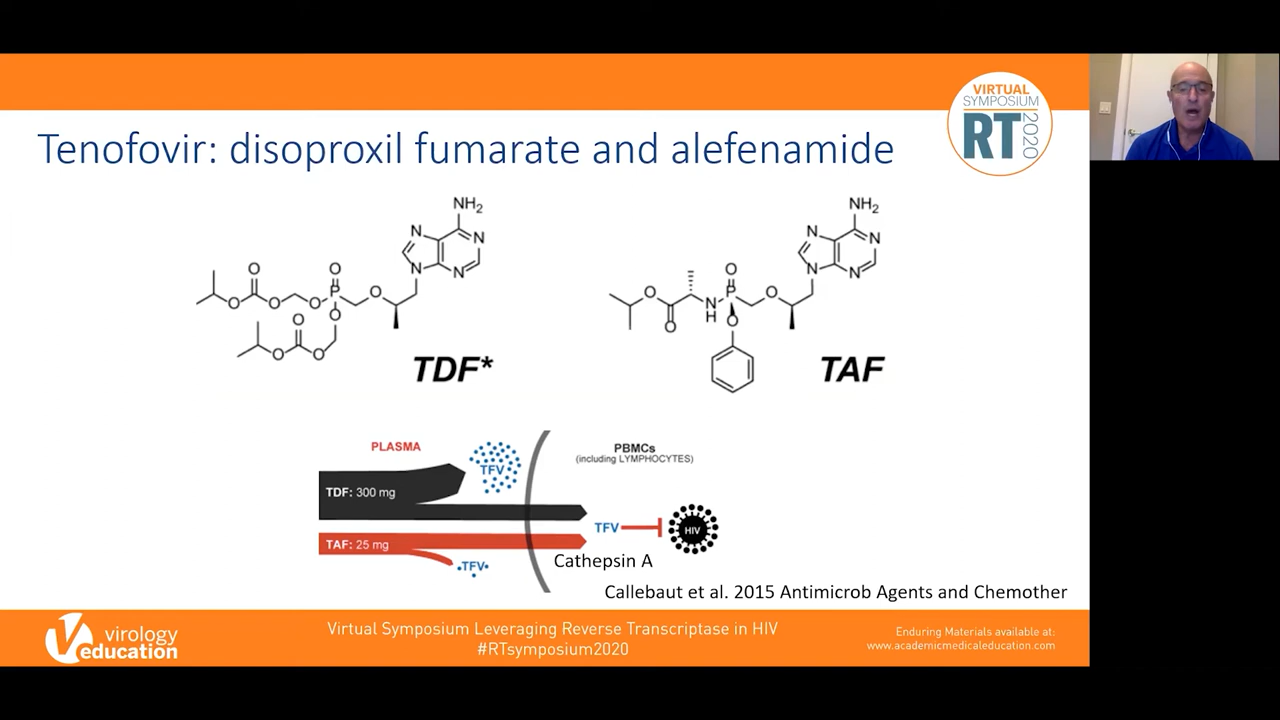 VIRTUAL
SYMPOSIUM
RT
2020
Tenofovir: disoproxil fumarate and alefenamide
NH2
N
N
N
N
O
O
O
O
O
P
O
O
O
O
O
TDF*
NH2
N
N
N
N
O
O
O
P
O
N
H
O
TAF
PLASMA
TFV
PBMCs
(including LYMPHOCYTES)
TDF: 300 mg
TFV
HIV
TAF: 25 mg
Cathepsin A
TFV
Callebaut et al. 2015 Antimicrob Agents and Chemother
virology
education
Virtual Symposium Leveraging Reverse Transcriptase in HIV
#RTsymposium2020
Enduring Materials available at:
www.academicmedicaleducation.com